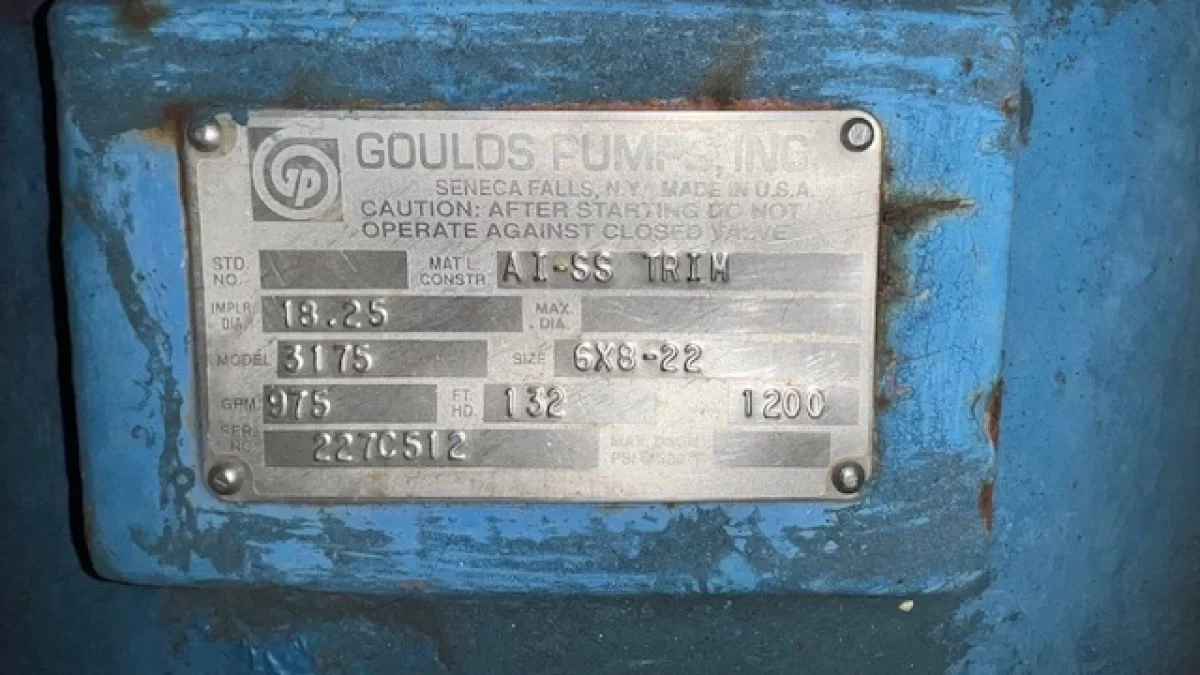 GP
GOULDS PUMPS, INC.
SENECA FALLS, N.Y. MADE IN U.S.A.
CAUTION: AFTER STARTING DO NOT
OPERATE AGAINST CLOSED VALVE
STD. NO. MAT'L. CONSTR. AI-SS TRIM
IMPLR. DIA. 18.25 MAX. DIA.
MODEL 3175 SIZE 6X8-22
GPM 975 FT. HD. 132 1200
SER. NO. 227C512 MAX. DSGN